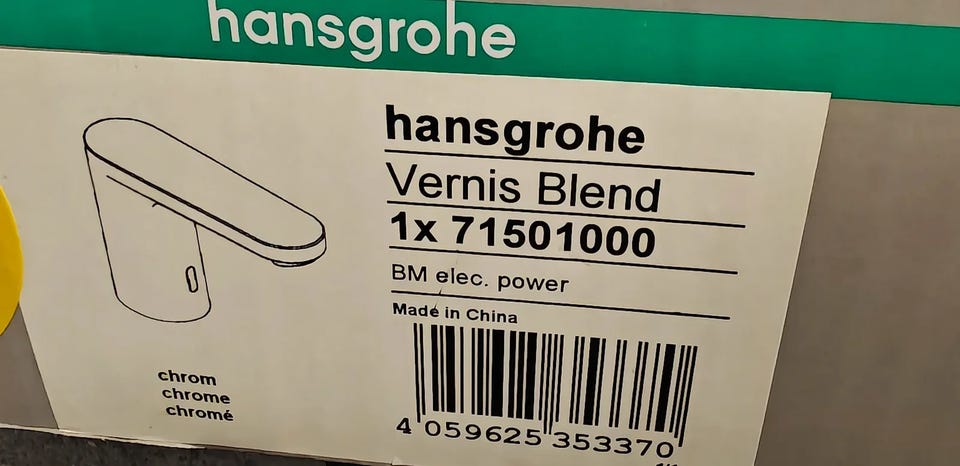 hansgrohe
hansgrohe
Vernis Blend
1x 71501000
BM elec. power
Made in China
chrom
chrome
chromé
4 059625 353370